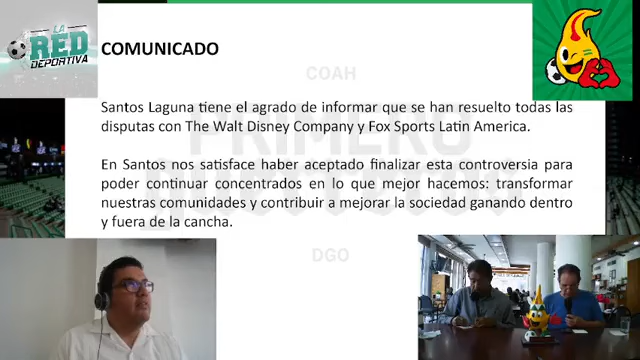 LA
RED
DEPORTIVA
COMUNICADO
COAH
Santos Laguna tiene el agrado de informar que se han resuelto todas las
disputas con The Walt Disney Company y Fox Sports Latin America.
PRIMERO
En Santos nos satisface haber aceptado finalizar esta controversia para
poder continuar concentrados en lo que mejor hacemos: transformar
nuestras comunidades y contribuir a mejorar la sociedad ganando dentro
y fuera de la cancha.
DGO